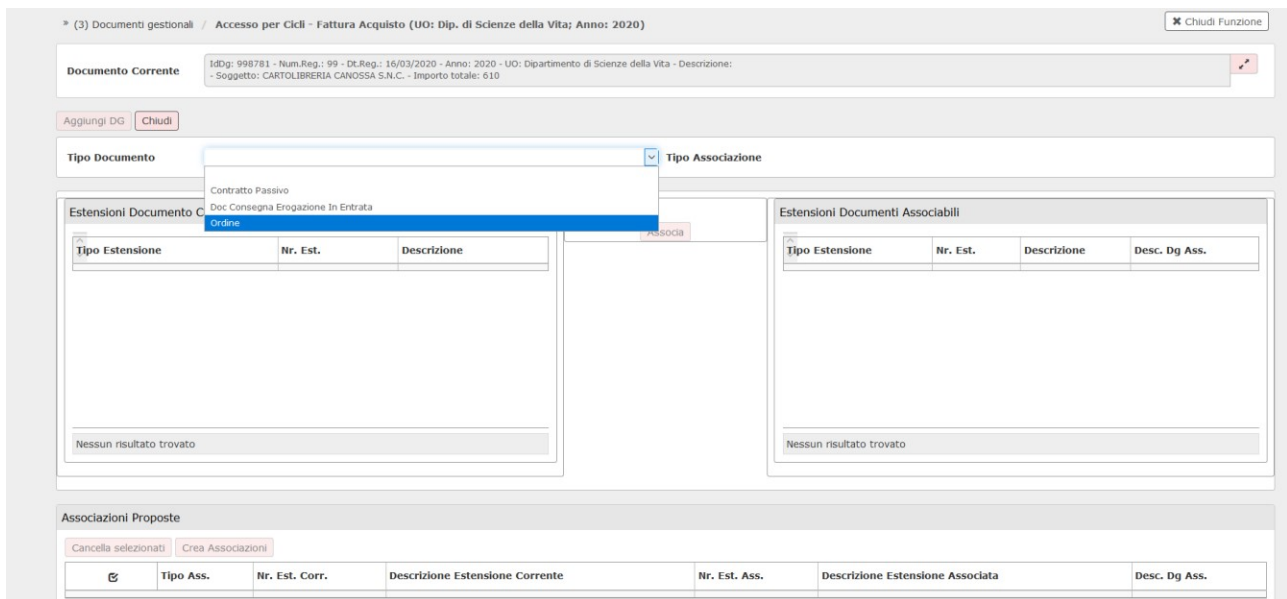 » (3) Documenti gestionali / Accesso per Cicli - Fattura Acquisto (UO: Dip. di Scienze della Vita; Anno: 2020)
✖ Chiudi Funzione
Documento Corrente
IdDg: 998781 - Num.Reg.: 99 - Dt.Reg.: 16/03/2020 - Anno: 2020 - UO: Dipartimento di Scienze della Vita - Descrizione:
- Soggetto: CARTOLIBRERIA CANOSSA S.N.C. - Importo totale: 610
Aggiungi DG Chiudi
Tipo Documento
Tipo Associazione
Contratto Passivo
Doc Consegna Erogazione In Entrata
Ordine
Estensioni Documento C
Associa
Estensioni Documenti Associabili
Tipo Estensione Nr. Est. Descrizione
Tipo Estensione Nr. Est. Descrizione Desc. Dg Ass.
Nessun risultato trovato
Nessun risultato trovato
Associazioni Proposte
Cancella selezionati Crea Associazioni
Tipo Ass. Nr. Est. Corr. Descrizione Estensione Corrente Nr. Est. Ass. Descrizione Estensione Associata Desc. Dg Ass.